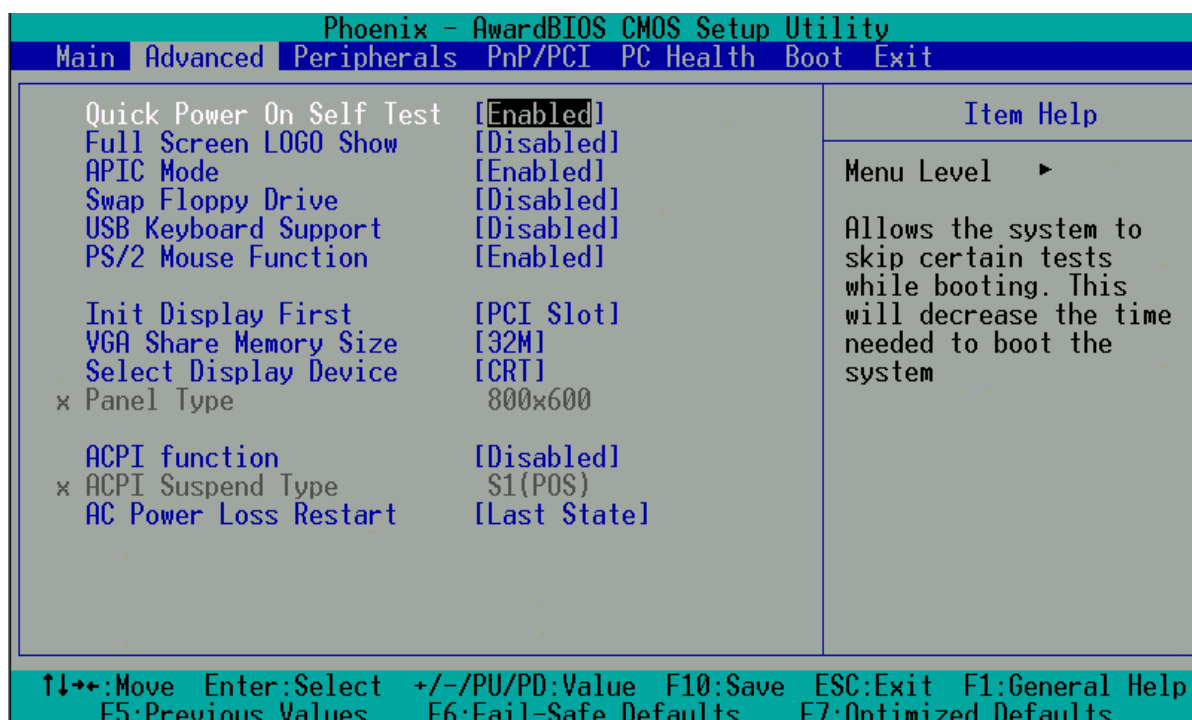 Phoenix - AwardBIOS CMOS Setup Utility
Main Advanced Peripherals PnP/PCI PC Health Boot Exit
Quick Power On Self Test [Enabled]
Full Screen LOGO Show [Disabled]
APIC Mode [Enabled]
Swap Floppy Drive [Disabled]
USB Keyboard Support [Disabled]
PS/2 Mouse Function [Enabled]
Init Display First [PCI Slot]
VGA Share Memory Size [32M]
Select Display Device [CRT]
x Panel Type 800x600
ACPI function [Disabled]
x ACPI Suspend Type S1(POS)
AC Power Loss Restart [Last State]
Item Help
Menu Level ►
Allows the system to
skip certain tests
while booting. This
will decrease the time
needed to boot the
system
↑↓→←:Move Enter:Select +/-/PU/PD:Value F10:Save ESC:Exit F1:General Help
F5:Previous Values F6:Fail-Safe Defaults F7:Optimized Defaults